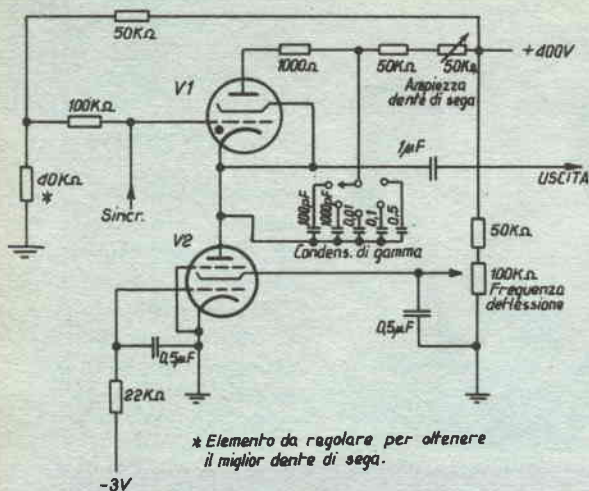 50KΩ
V1
1000Ω
50KΩ
50KΩ
+400V
Ampiezza
dente di sega
100KΩ
1μF
40KΩ
*
Sincr.
USCITA
100pF
1000pF
0,01
0,1
0,5
V2
Condens. di gamma
50KΩ
100KΩ
Frequenza
deflessione
0,5μF
0,5μF
22KΩ
* Elemento da regolare per ottenere
il miglior dente di sega.
-3V